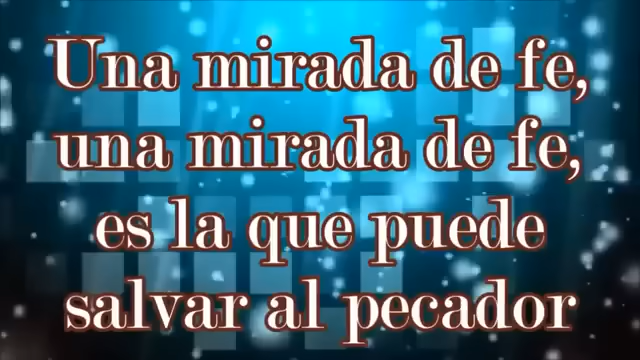 Una mirada de fe,
una mirada de fe,
es la que puede
salvar al pecador